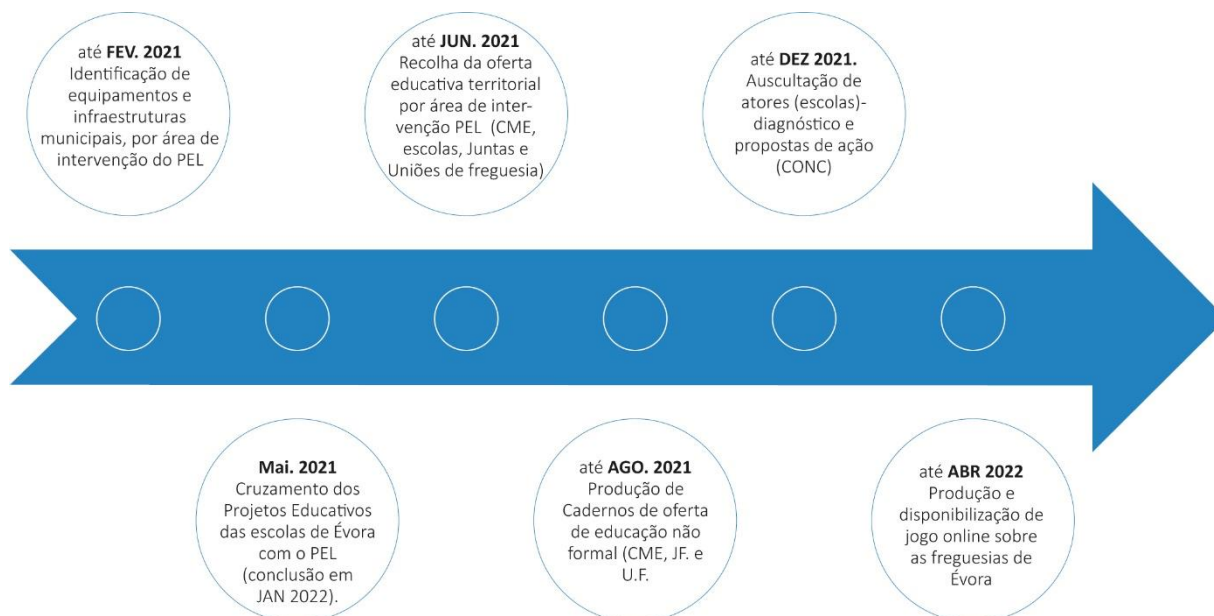 até FEV. 2021
Identificação de
equipamentos e
infraestruturas
municipais, por área de
intervenção do PEL
até JUN. 2021
Recolha da oferta
educativa territorial
por área de inter-
venção PEL (CME,
escolas, Juntas e
Uniões de freguesia)
até DEZ 2021.
Auscultação de
atores (escolas)-
diagnóstico e
propostas de ação
(CONC)
Mai. 2021
Cruzamento dos
Projetos Educativos
das escolas de Évora
com o PEL
(conclusão em
JAN 2022).
até AGO. 2021
Produção de
Cadernos de oferta
de educação não
formal (CME, JF. e
U.F.
até ABR 2022
Produção e
disponibilização de
jogo online sobre
as freguesias de
Évora